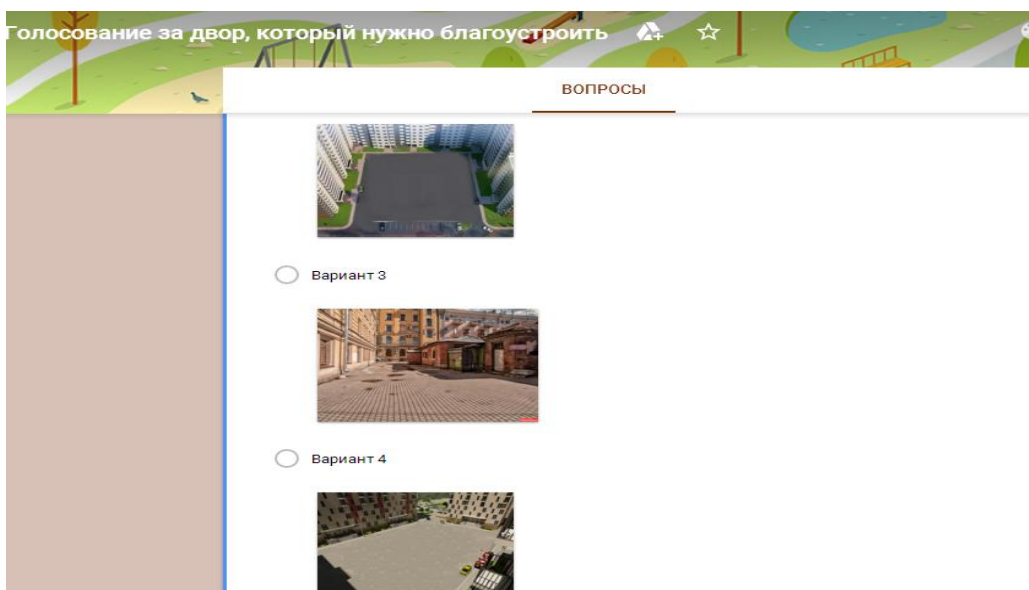 Голосование за двор, который нужно благоустроить
ВОПРОСЫ
Вариант 3
Вариант 4